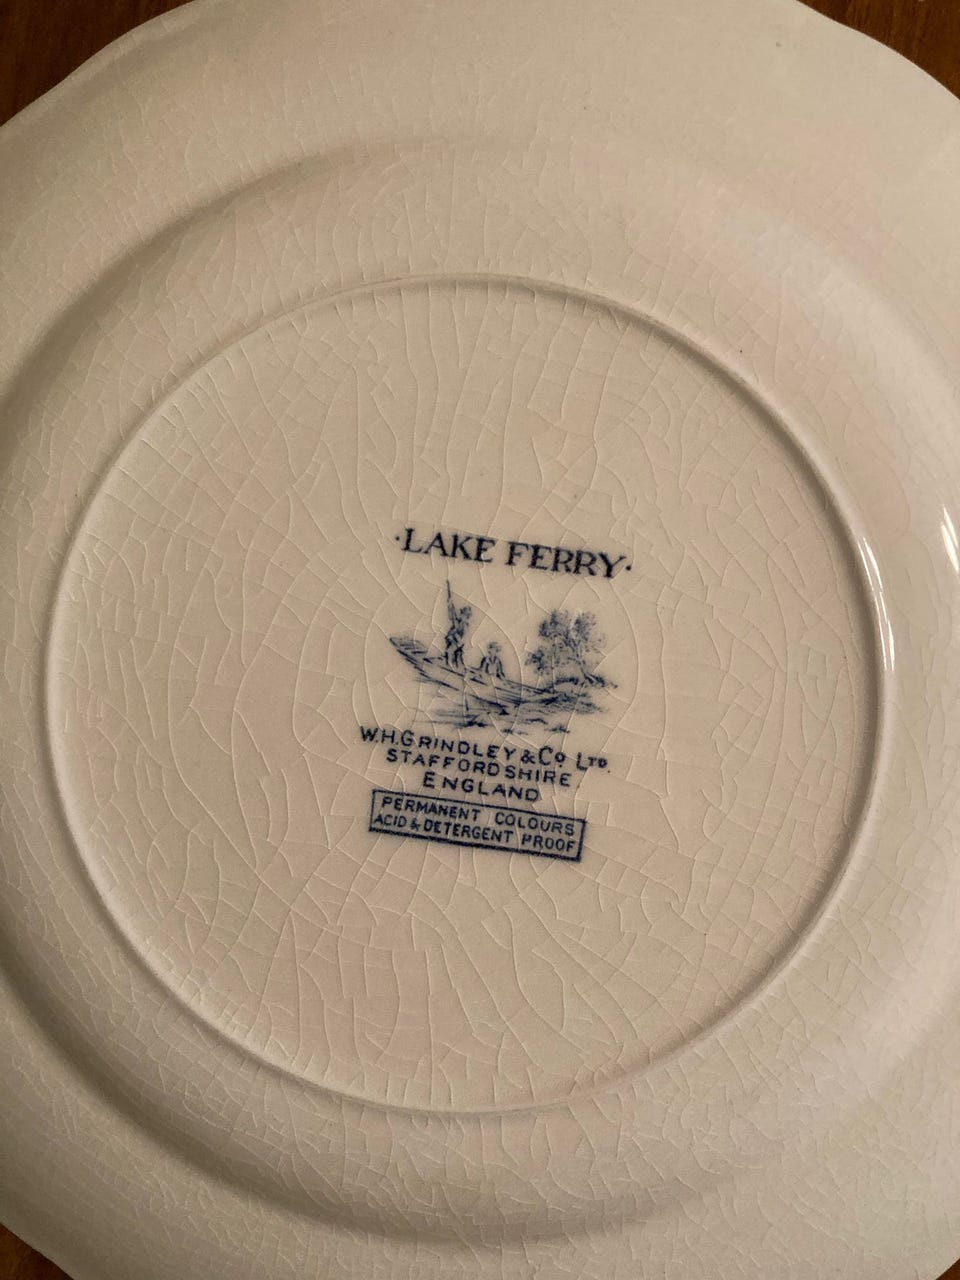 ·LAKE FERRY·
W.H.GRINDLEY & Co LTD.
STAFFORDSHIRE
ENGLAND
PERMANENT COLOURS
ACID & DETERGENT PROOF